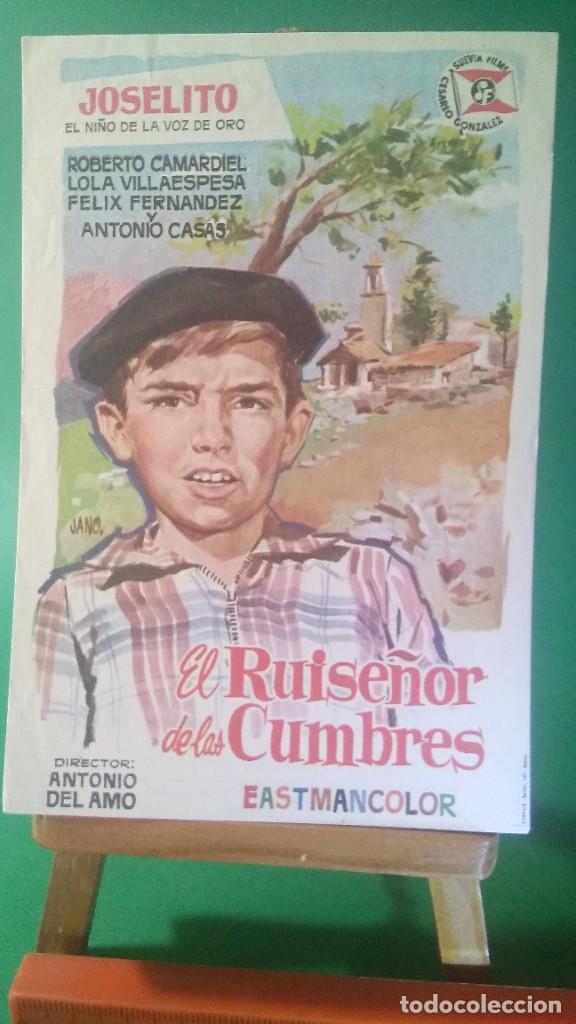 JOSELITO
EL NIÑO DE LA VOZ DE ORO
SUEVIA FILMS
CESAREO GONZALEZ
ROBERTO CAMARDIEL
LOLA VILLAESPESA
FELIX FERNANDEZ
Y
ANTONIO CASAS
JANO,
El Ruiseñor
de las Cumbres
DIRECTOR:
ANTONIO
DEL AMO
EASTMANCOLOR
todocoleccion.net